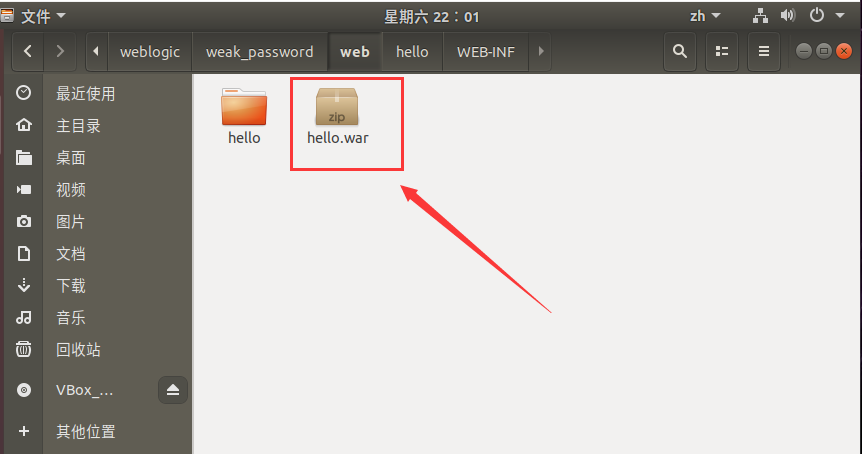 文件
星期六 22：01
zh
weblogic
weak_password
web
hello
WEB-INF
最近使用
主目录
桌面
视频
图片
文档
下载
音乐
回收站
VBox_...
其他位置
hello
zip
hello.war